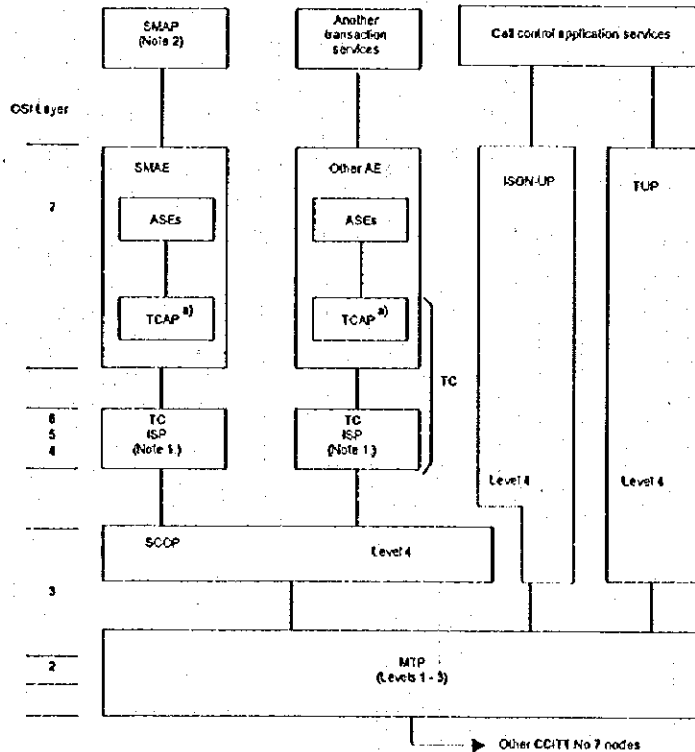 SMAP
(Note 2)
Another
transaction
services
Call control application services
OSI Layer
SMAE
Other AE
ISDN-UP
TUP
7
ASEs
ASEs
TCAP a)
TCAP a)
TC
6
5
4
TC
ISP
(Note 1)
TC
ISP
(Note 1)
Level 4
Level 4
SCCP
Level 4
3
2
MTP
(Levels 1 - 3)
Other CCITT No 7 nodes